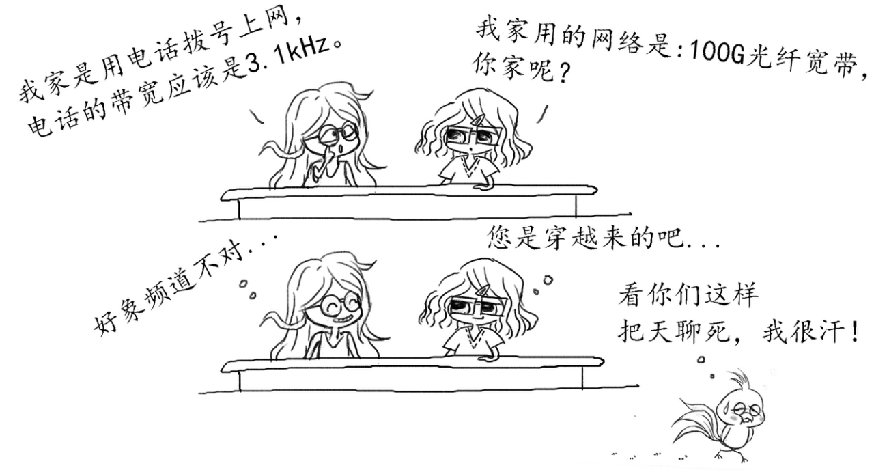 我家是用电话拨号上网，
电话的带宽应该是3.1kHz。
我家用的网络是:100G光纤宽带，
你家呢？
好象频道不对...
您是穿越来的吧...
看你们这样
把天聊死，我很汗！